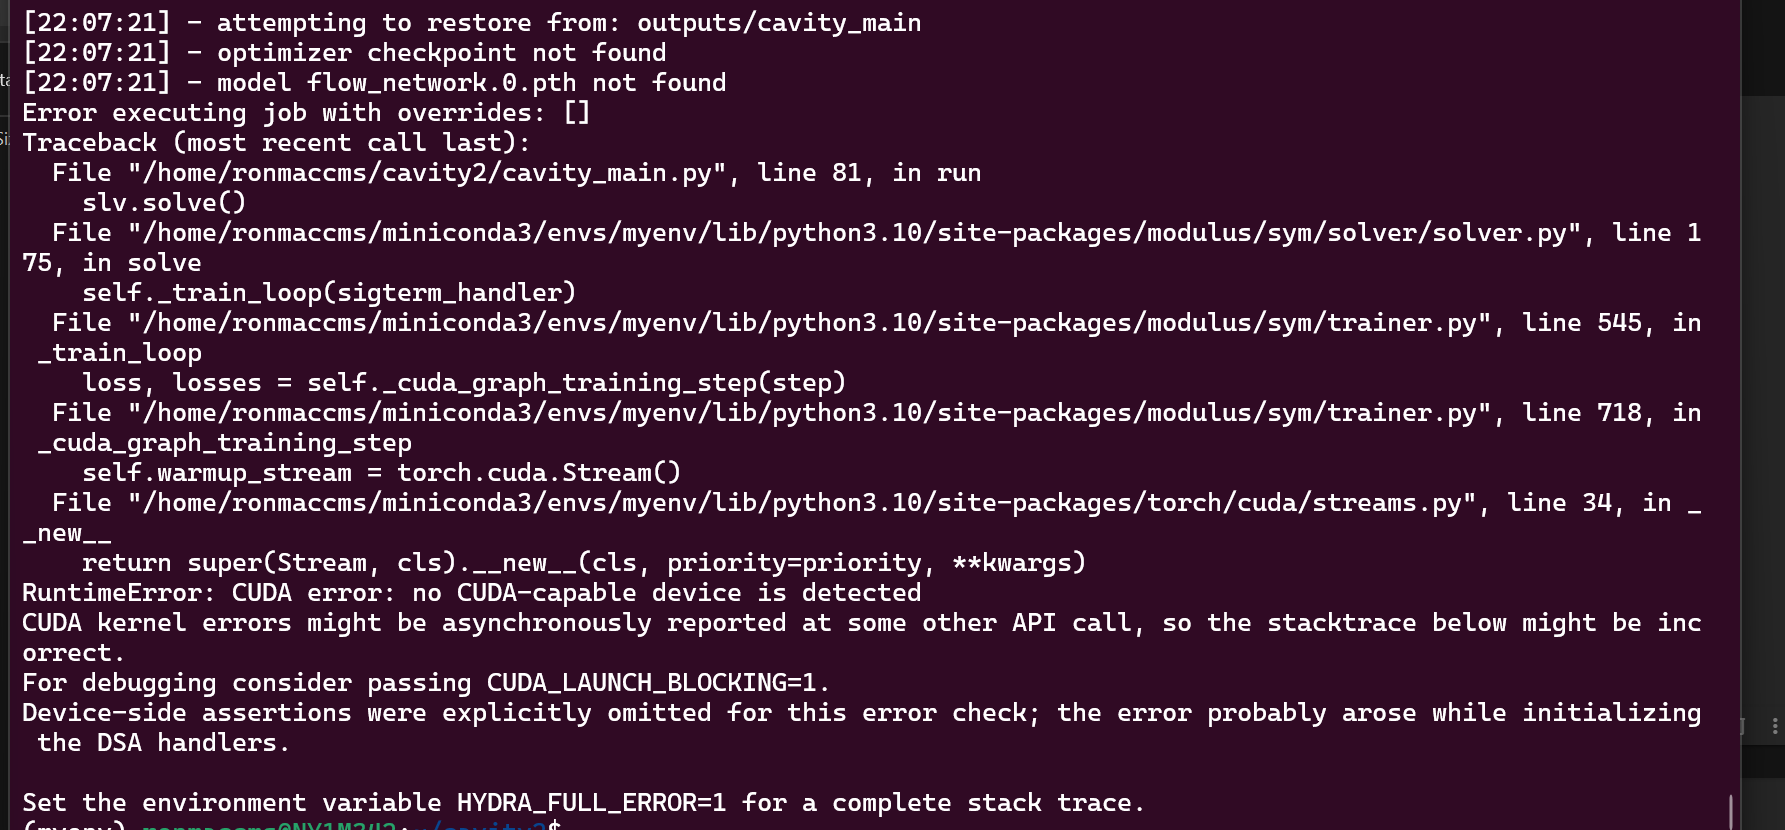 [22:07:21] - attempting to restore from: outputs/cavity_main
[22:07:21] - optimizer checkpoint not found
[22:07:21] - model flow_network.0.pth not found
Error executing job with overrides: []
Traceback (most recent call last):
  File "/home/ronmaccms/cavity2/cavity_main.py", line 81, in run
    slv.solve()
  File "/home/ronmaccms/miniconda3/envs/myenv/lib/python3.10/site-packages/modulus/sym/solver/solver.py", line 1
75, in solve
    self._train_loop(sigterm_handler)
  File "/home/ronmaccms/miniconda3/envs/myenv/lib/python3.10/site-packages/modulus/sym/trainer.py", line 545, in
 _train_loop
    loss, losses = self._cuda_graph_training_step(step)
  File "/home/ronmaccms/miniconda3/envs/myenv/lib/python3.10/site-packages/modulus/sym/trainer.py", line 718, in
 _cuda_graph_training_step
    self.warmup_stream = torch.cuda.Stream()
  File "/home/ronmaccms/miniconda3/envs/myenv/lib/python3.10/site-packages/torch/cuda/streams.py", line 34, in _
_new__
    return super(Stream, cls).__new__(cls, priority=priority, **kwargs)
RuntimeError: CUDA error: no CUDA-capable device is detected
CUDA kernel errors might be asynchronously reported at some other API call, so the stacktrace below might be inc
orrect.
For debugging consider passing CUDA_LAUNCH_BLOCKING=1.
Device-side assertions were explicitly omitted for this error check; the error probably arose while initializing
 the DSA handlers.

Set the environment variable HYDRA_FULL_ERROR=1 for a complete stack trace.